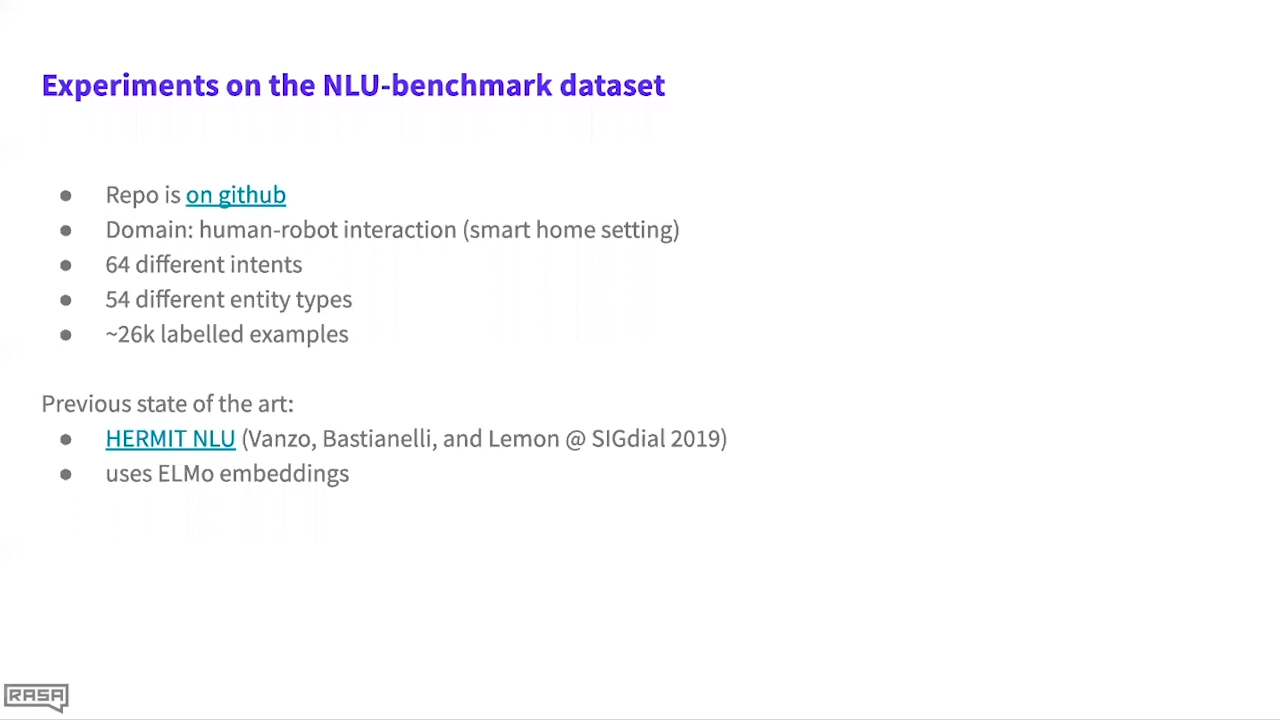 Experiments on the NLU-benchmark dataset
● Repo is on github
● Domain: human-robot interaction (smart home setting)
● 64 different intents
● 54 different entity types
● ~26k labelled examples
Previous state of the art:
● HERMIT NLU (Vanzo, Bastianelli, and Lemon @ SIGdial 2019)
● uses ELMo embeddings
RASA